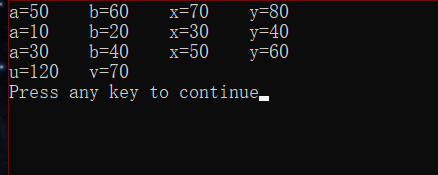 a=50    b=60    x=70    y=80
a=10    b=20    x=30    y=40
a=30    b=40    x=50    y=60
u=120   v=70
Press any key to continue